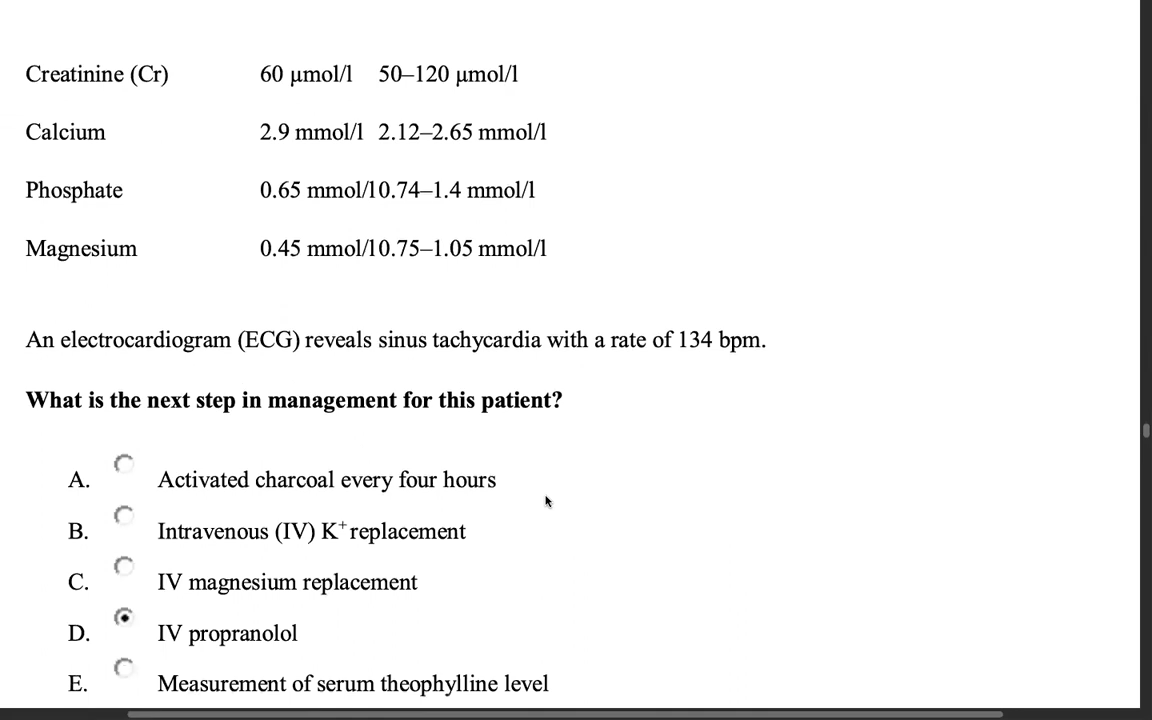 Creatinine (Cr) 60 μmol/l 50–120 μmol/l
Calcium 2.9 mmol/l 2.12–2.65 mmol/l
Phosphate 0.65 mmol/l0.74–1.4 mmol/l
Magnesium 0.45 mmol/l0.75–1.05 mmol/l
An electrocardiogram (ECG) reveals sinus tachycardia with a rate of 134 bpm.
What is the next step in management for this patient?
A. Activated charcoal every four hours
B. Intravenous (IV) K⁺ replacement
C. IV magnesium replacement
D. IV propranolol
E. Measurement of serum theophylline level